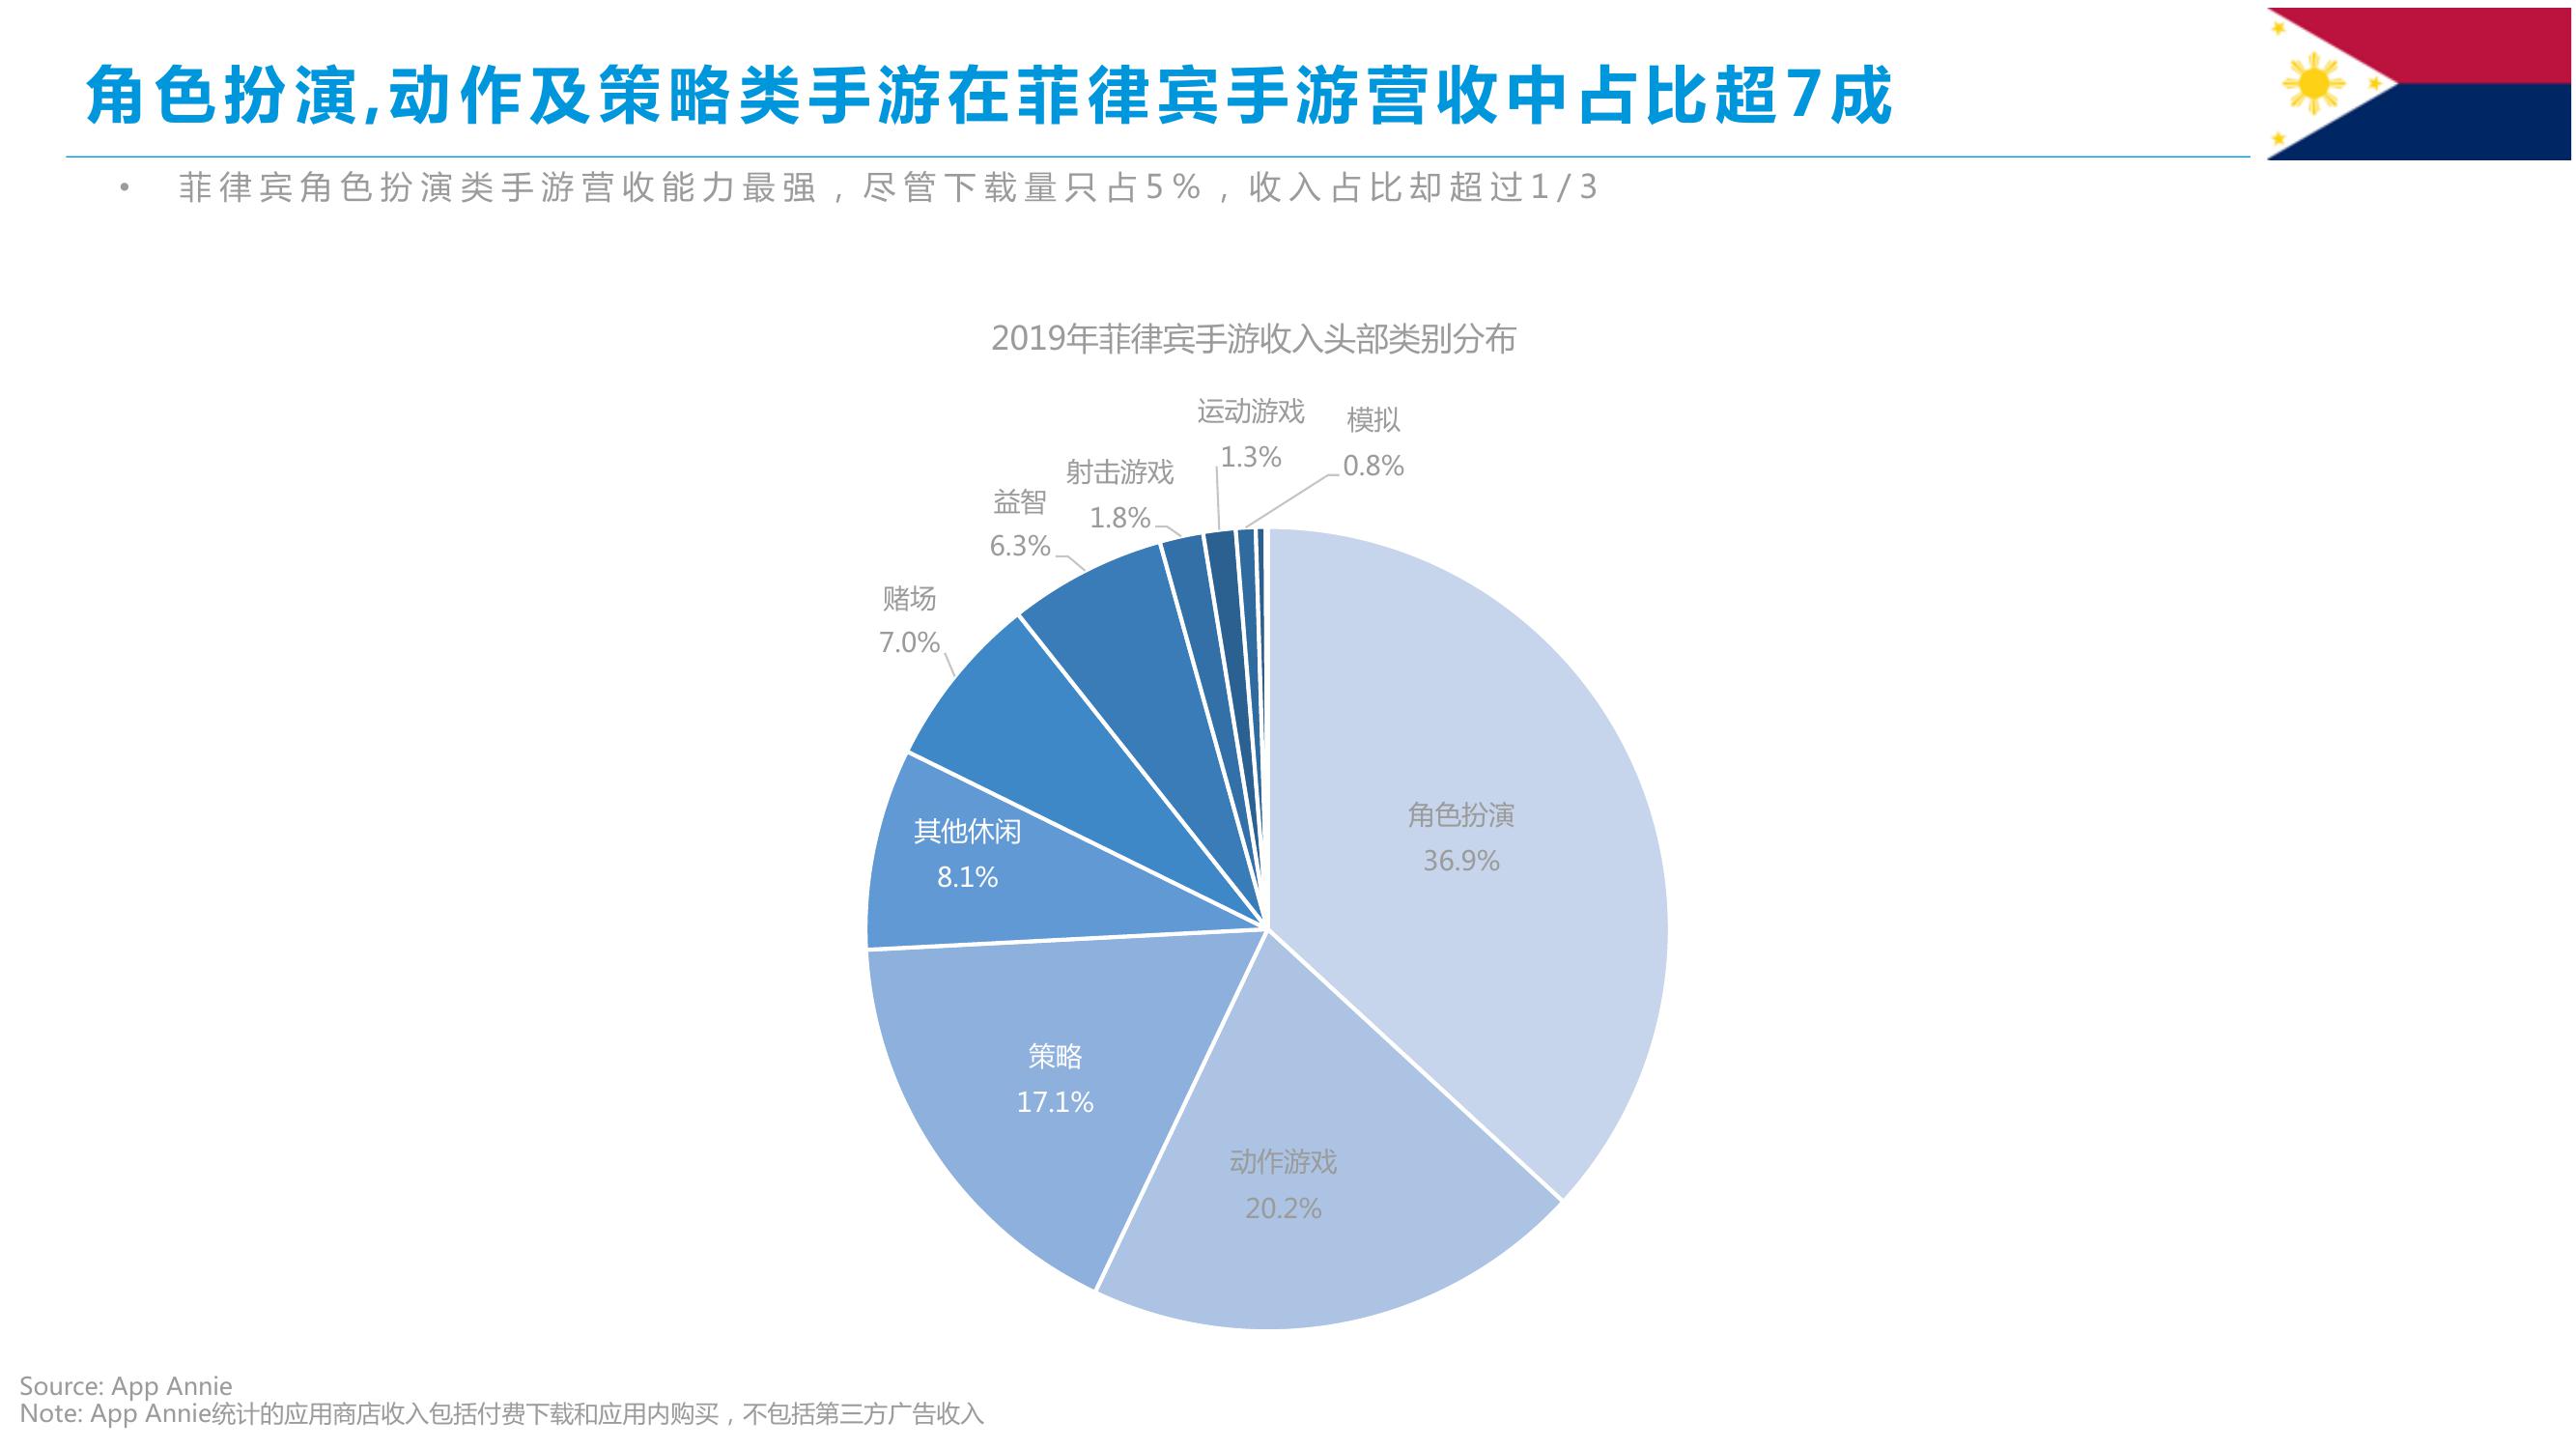 角色扮演,动作及策略类手游在菲律宾手游营收中占比超7成
• 菲律宾角色扮演类手游营收能力最强，尽管下载量只占5%，收入占比却超过1/3
2019年菲律宾手游收入头部类别分布
运动游戏
1.3%
模拟
0.8%
射击游戏
1.8%
益智
6.3%
赌场
7.0%
其他休闲
8.1%
角色扮演
36.9%
策略
17.1%
动作游戏
20.2%
Source: App Annie
Note: App Annie统计的应用商店收入包括付费下载和应用内购买，不包括第三方广告收入